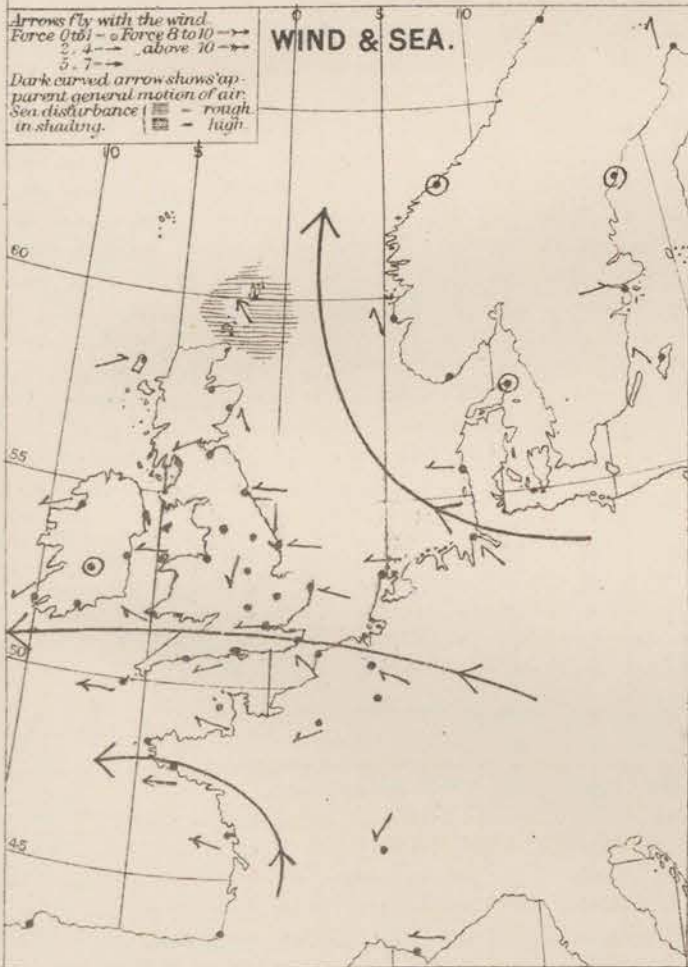 WIND & SEA.
Arrows fly with the wind.
Force 0 to 1 - ⊙ Force 8 to 10 -
2 . 4 - „ above 10 -
5 . 7 -
Dark curved arrow shows ap-
parent general motion of air.
Sea disturbance - rough.
in shading. - high.
0
5
10
10
5
60
55
50
45